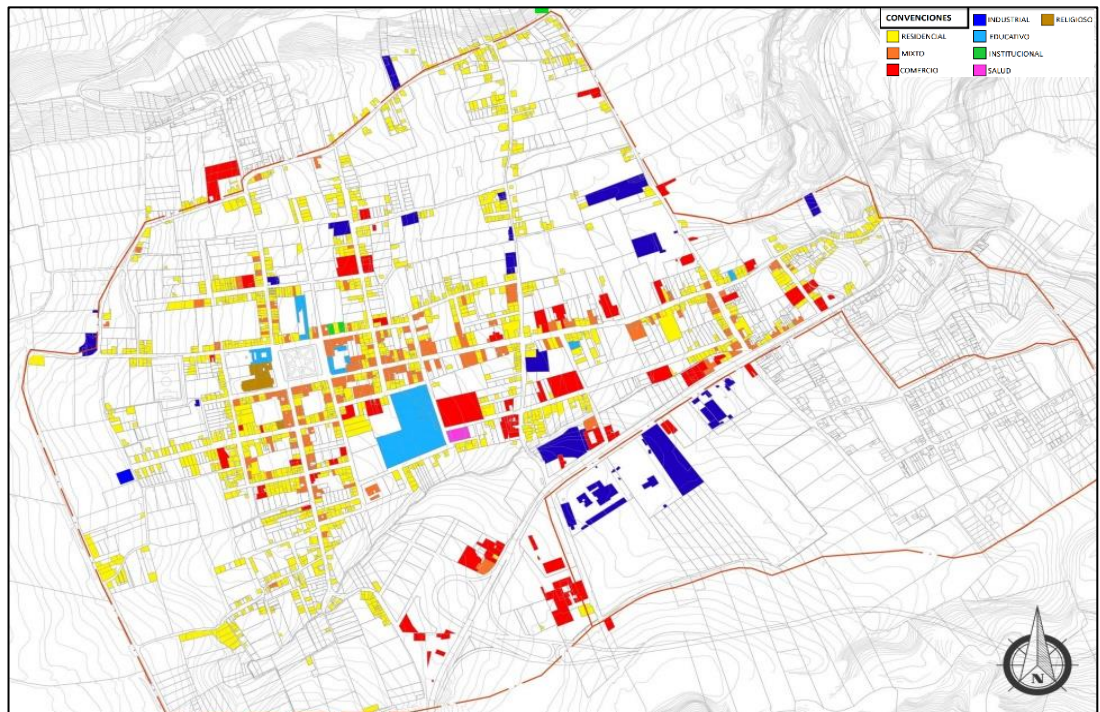 CONVENCIONES
RESIDENCIAL
MIXTO
COMERCIO
INDUSTRIAL
EDUCATIVO
INSTITUCIONAL
SALUD
RELIGIOSO
N